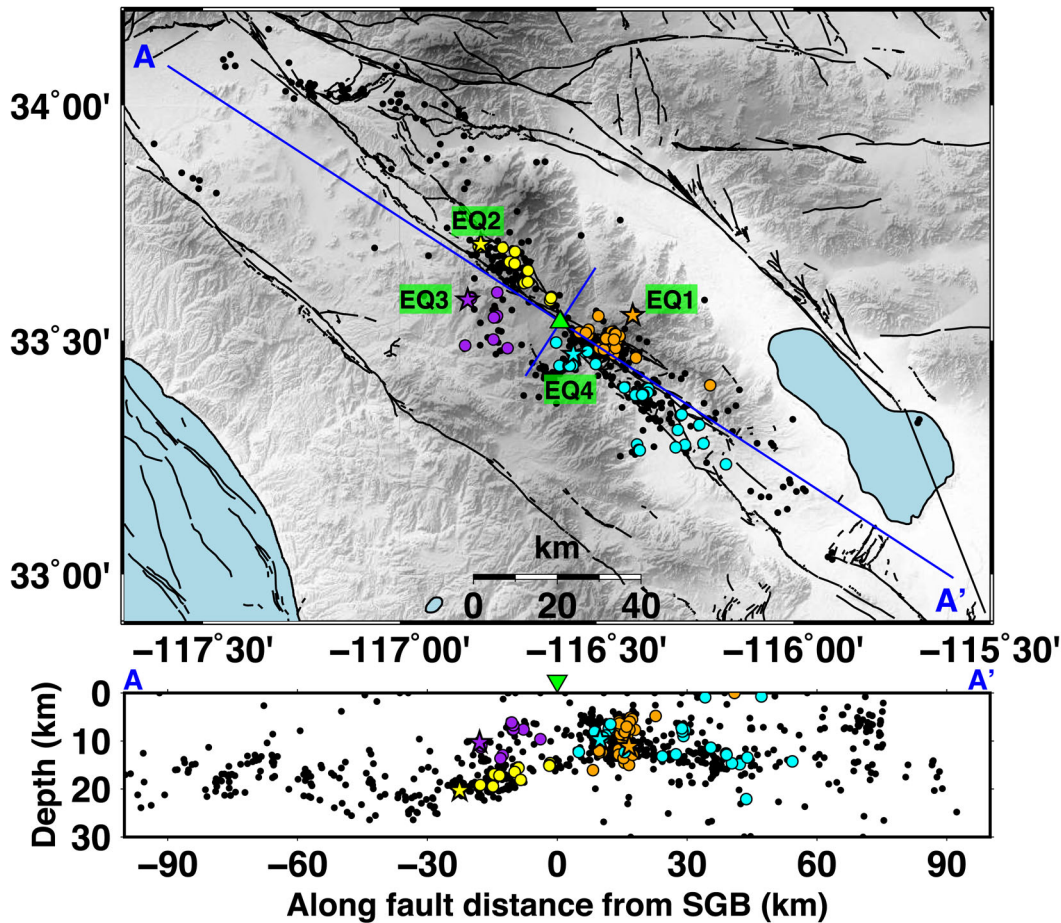 A
34°00'
EQ2
EQ3
EQ1
33°30'
EQ4
km
33°00'
0 20 40
A'
−117°30' −117°00' −116°30' −116°00' −115°30'
A A'
0
10
20
30
Depth (km)
−90 −60 −30 0 30 60 90
Along fault distance from SGB (km)